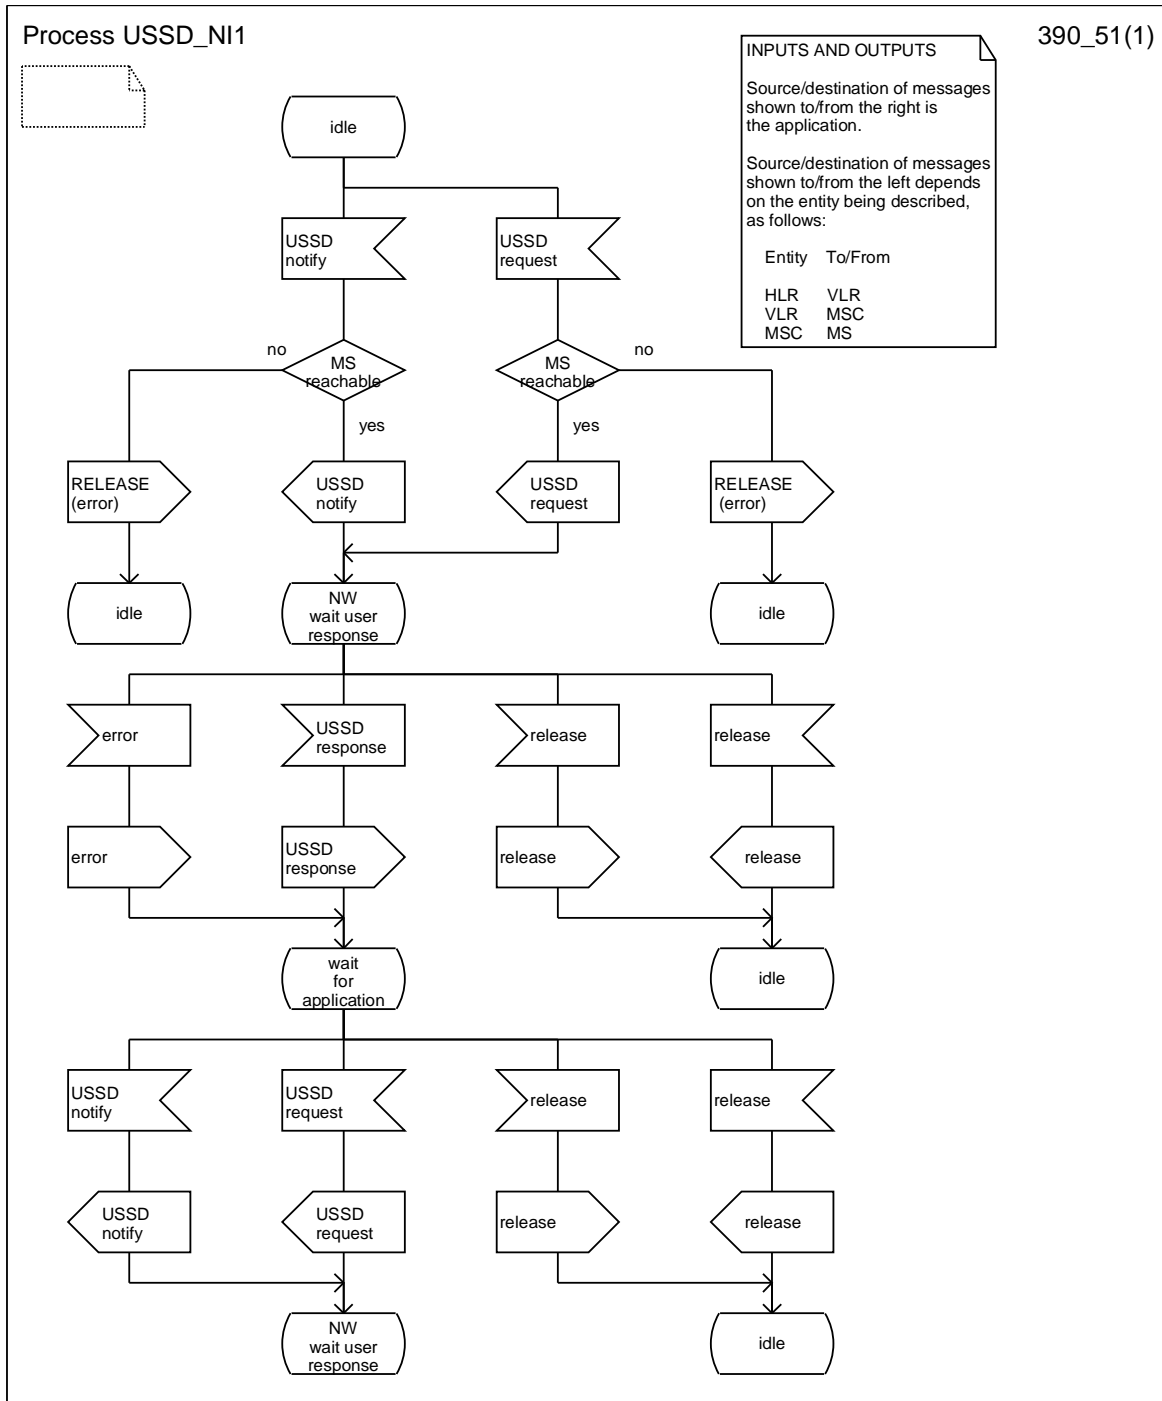 Process USSD_NI1
390_51(1)
INPUTS AND OUTPUTS
Source/destination of messages
shown to/from the right is
the application.
Source/destination of messages
shown to/from the left depends
on the entity being described,
as follows:
Entity To/From
HLR VLR
VLR MSC
MSC MS
idle
USSD
notify
USSD
request
no
MS
reachable
yes
MS
reachable
no
yes
RELEASE
(error)
USSD
notify
USSD
request
RELEASE
(error)
idle
NW
wait user
response
idle
error
USSD
response
release
release
error
USSD
response
release
release
wait
for
application
idle
USSD
notify
USSD
request
release
release
USSD
notify
USSD
request
release
release
NW
wait user
response
idle